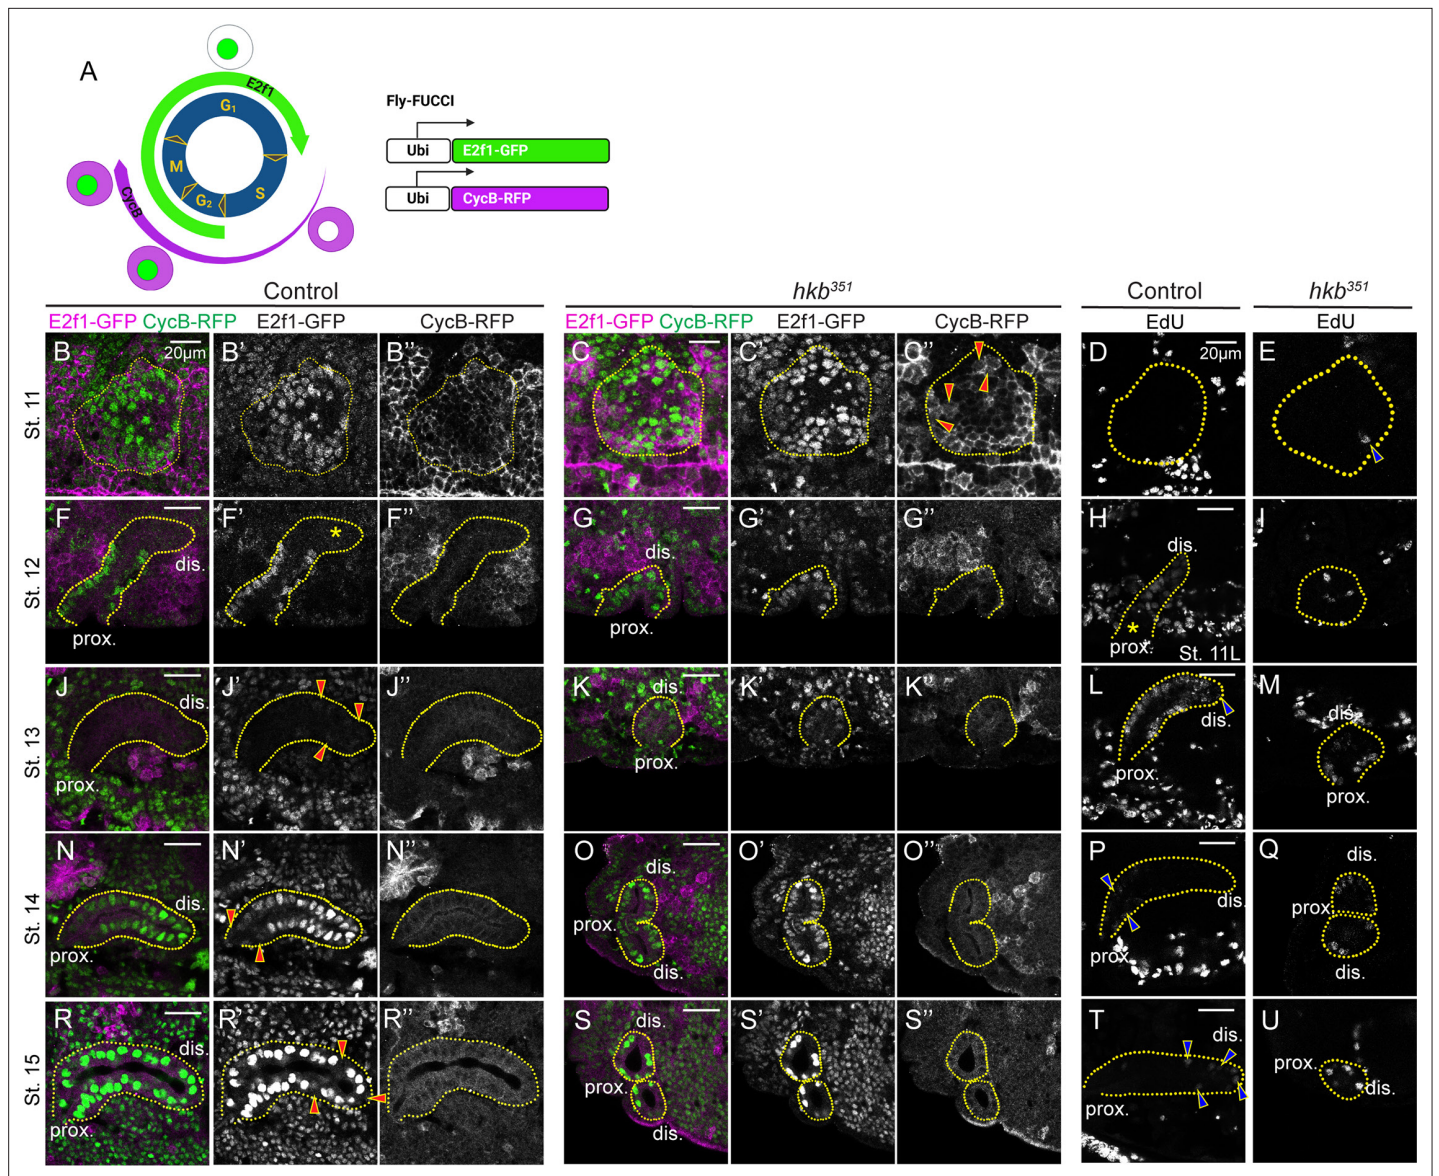 A
E2f1
G1
M
S
G2
CycB
Fly-FUCCI
Ubi
E2f1-GFP
Ubi
CycB-RFP
Control
hkb351
Control
hkb351
E2f1-GFP CycB-RFP
E2f1-GFP
CycB-RFP
E2f1-GFP CycB-RFP
E2f1-GFP
CycB-RFP
EdU
EdU
St. 11
B
20µm
B'
B''
C
C'
C''
D
20µm
E
St. 12
F
dis.
prox.
F'
*
F''
G
dis.
prox.
G'
G''
H
dis.
*
prox.
St. 11L
I
St. 13
J
dis.
prox.
J'
J''
K
dis.
prox.
K'
K''
L
dis.
prox.
M
dis.
prox.
St. 14
N
dis.
prox.
N'
N''
O
dis.
prox.
dis.
O'
O''
P
dis.
prox.
Q
dis.
prox.
dis.
St. 15
R
dis.
prox.
R'
R''
S
dis.
prox.
dis.
S'
S''
T
dis.
prox.
U
prox.
dis.